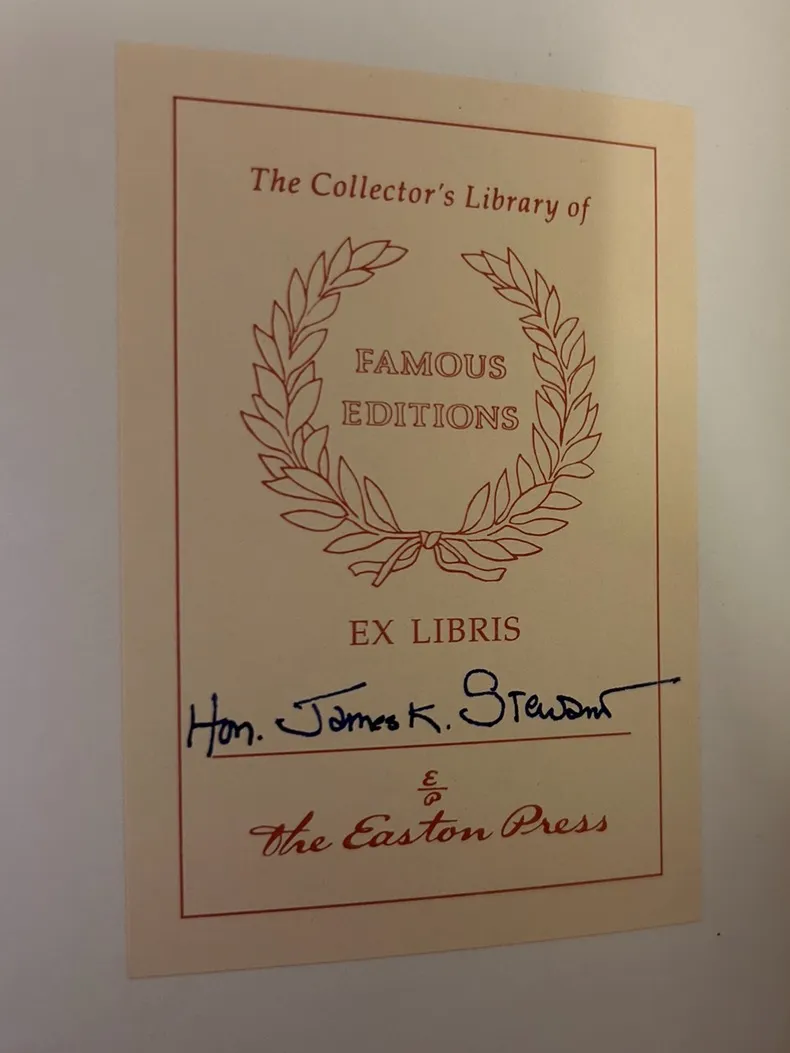 The Collector's Library of
FAMOUS
EDITIONS
EX LIBRIS
Hon. James K. Stewart
E
P
The Easton Press